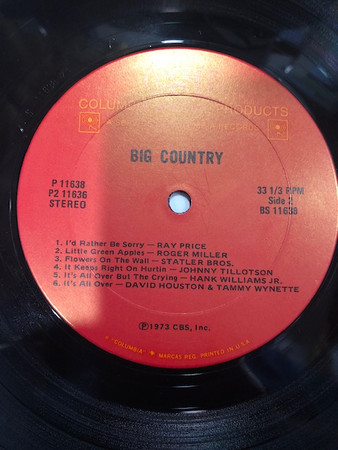 COLUMBIA PRODUCTS
BIG COUNTRY
P 11638
P2 11636
STEREO
33 1/3 RPM
Side 2
BS 11638
1. I'd Rather Be Sorry — RAY PRICE
2. Little Green Apples — ROGER MILLER
3. Flowers On The Wall — STATLER BROS.
4. It Keeps Right On Hurtin — JOHNNY TILLOTSON
5. It's All Over But The Crying — HANK WILLIAMS JR.
6. It's All Over — DAVID HOUSTON & TAMMY WYNETTE
Ⓟ1973 CBS, Inc.
"COLUMBIA" MARCAS REG. PRINTED IN U.S.A.